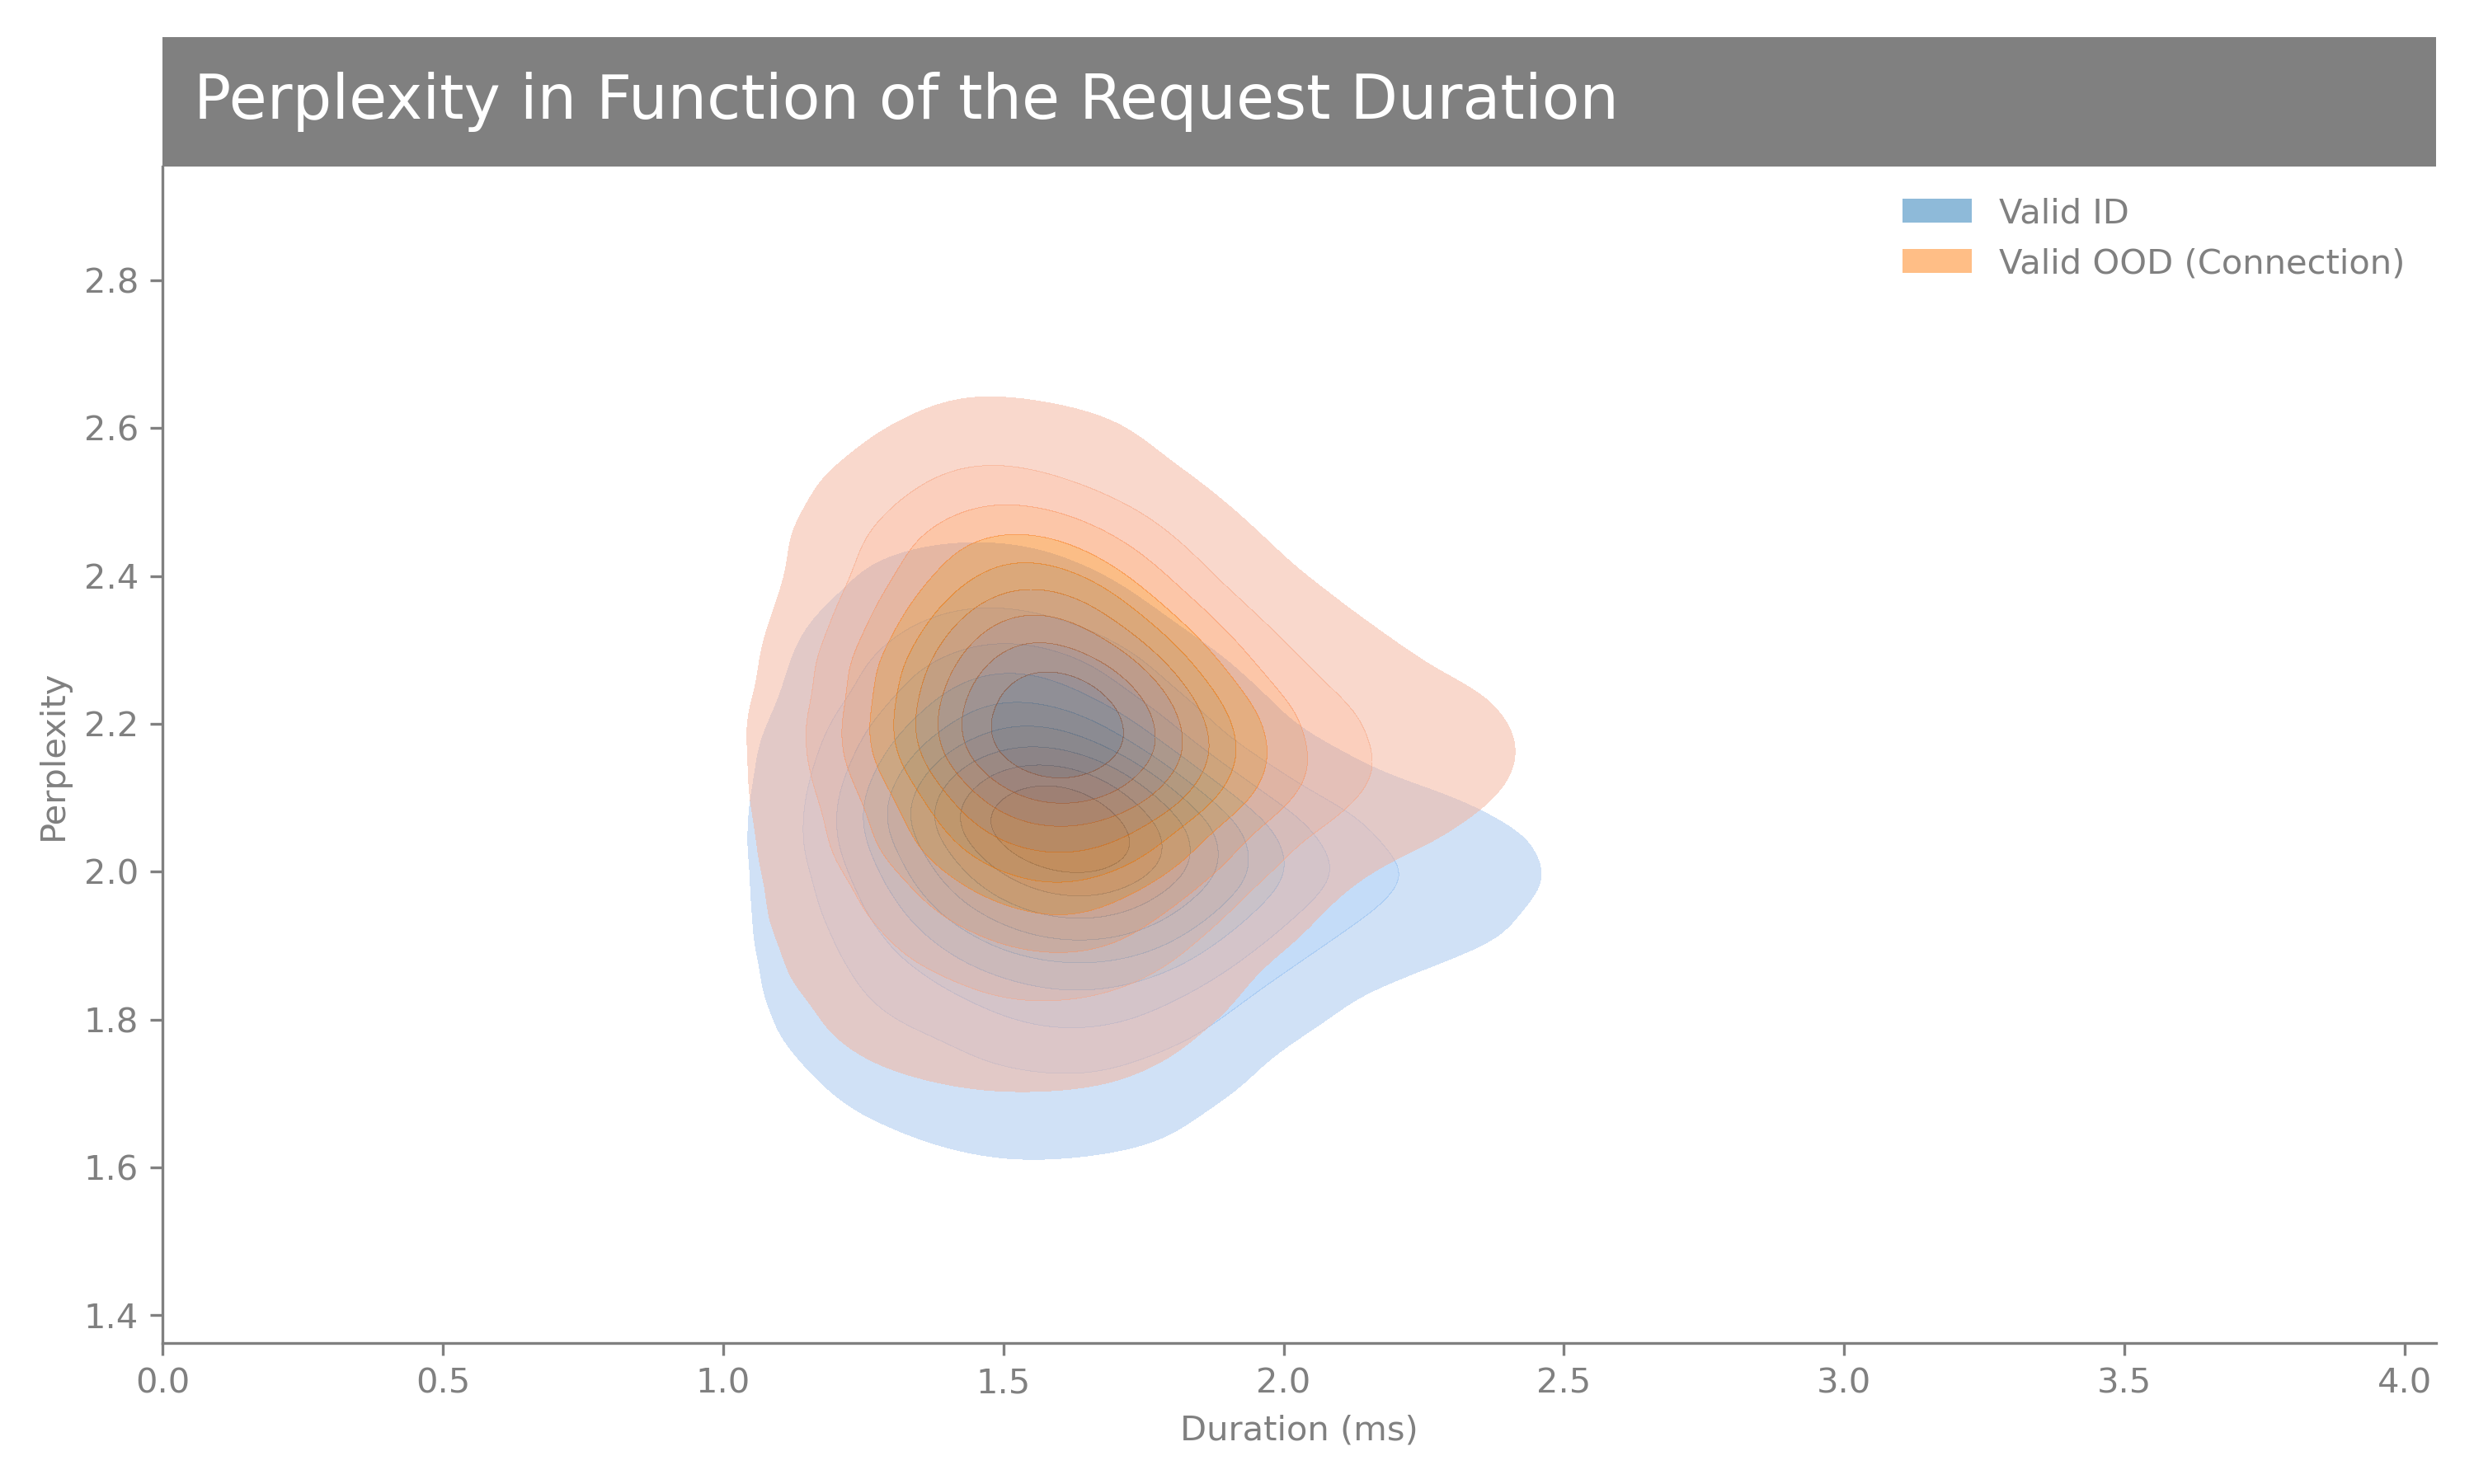 Perplexity in Function of the Request Duration
Valid ID
Valid OOD (Connection)
2.8
2.6
2.4
2.2
2.0
1.8
1.6
1.4
Perplexity
0.0 0.5 1.0 1.5 2.0 2.5 3.0 3.5 4.0
Duration (ms)